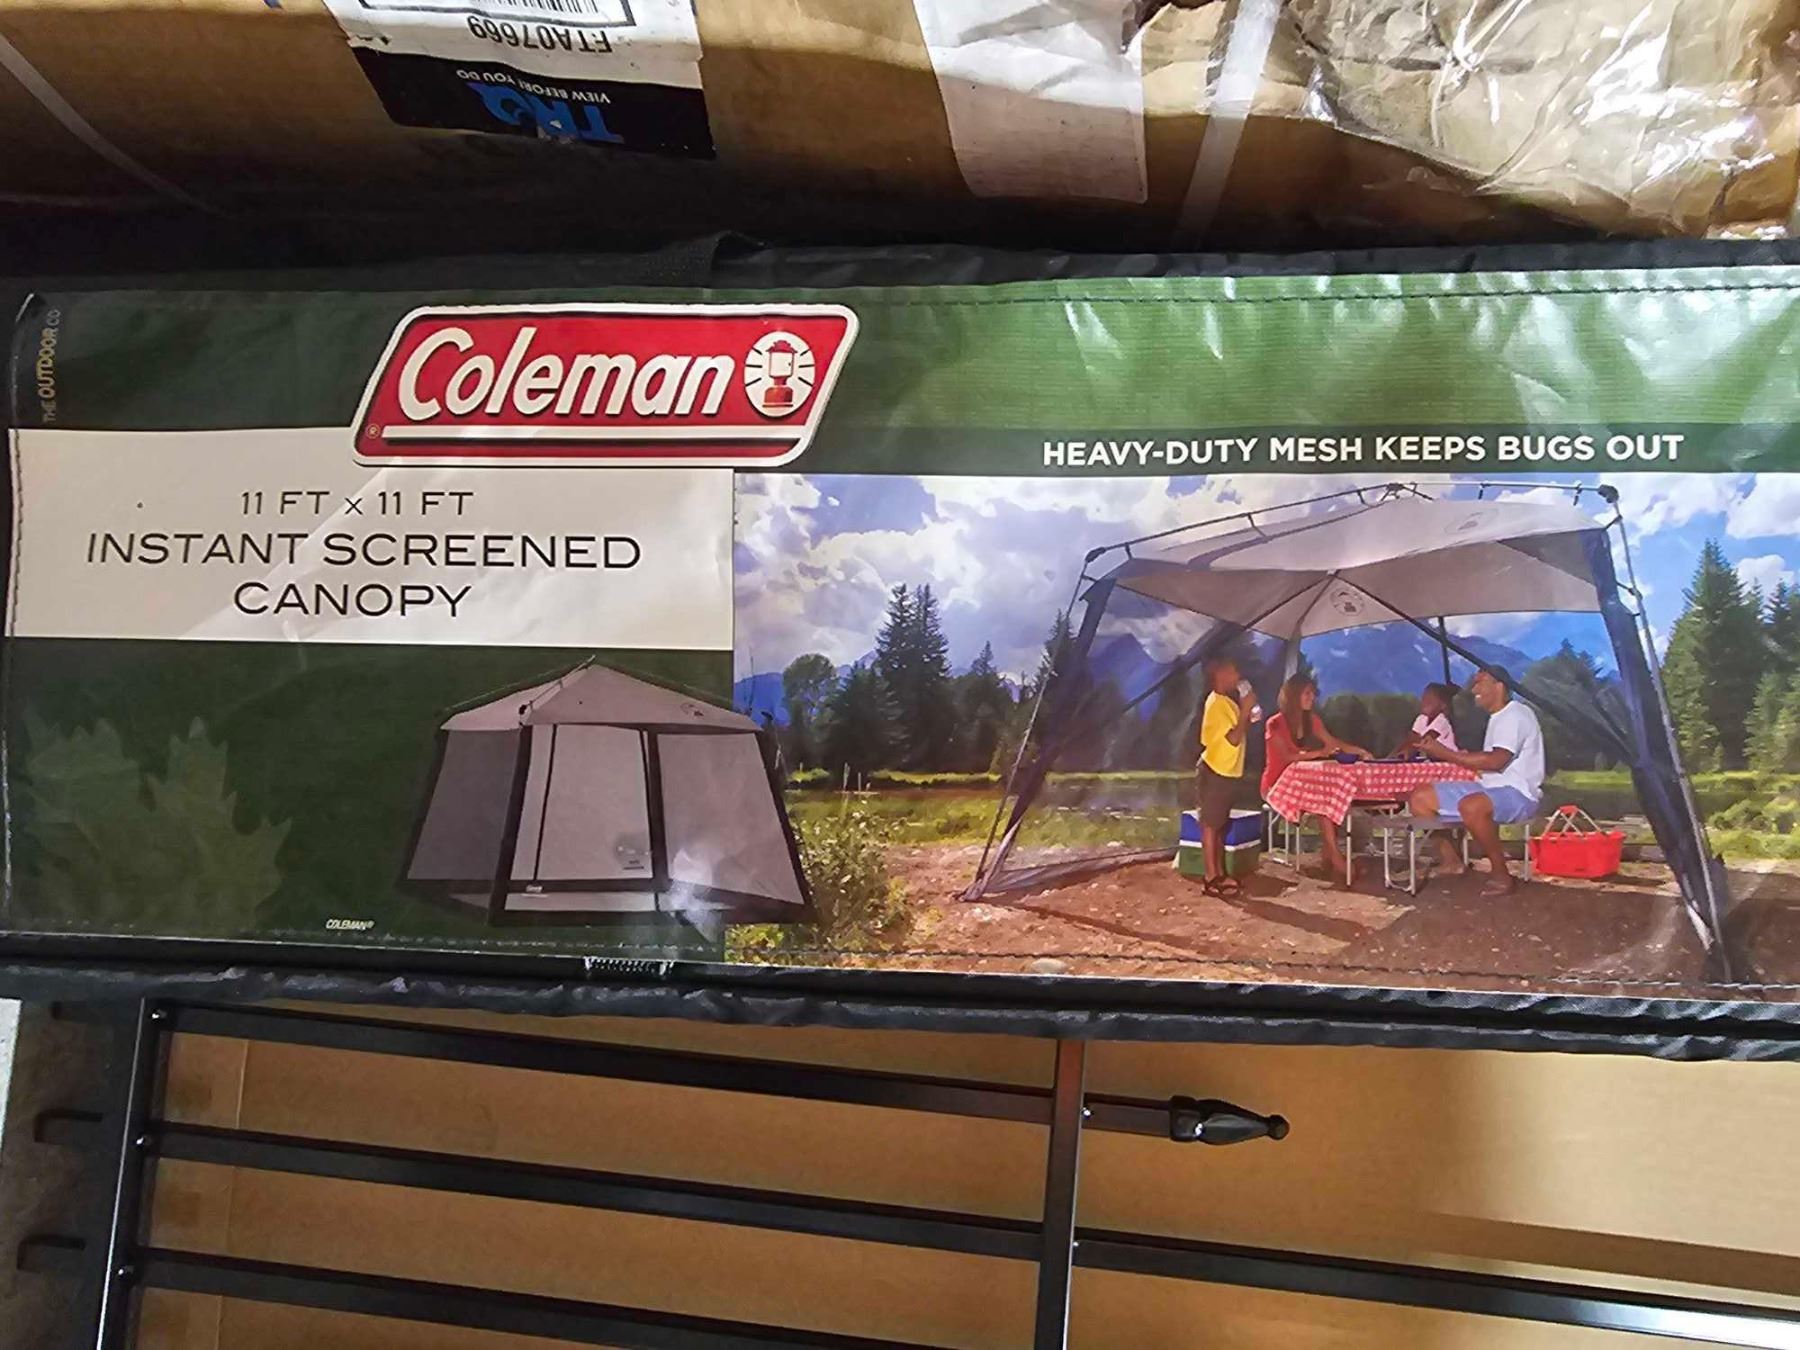 FTA07669
VIEW BEFORE YOU DO
TRQ
THE OUTDOOR CO
Coleman
®
HEAVY-DUTY MESH KEEPS BUGS OUT
11 FT x 11 FT
INSTANT SCREENED
CANOPY
COLEMAN®